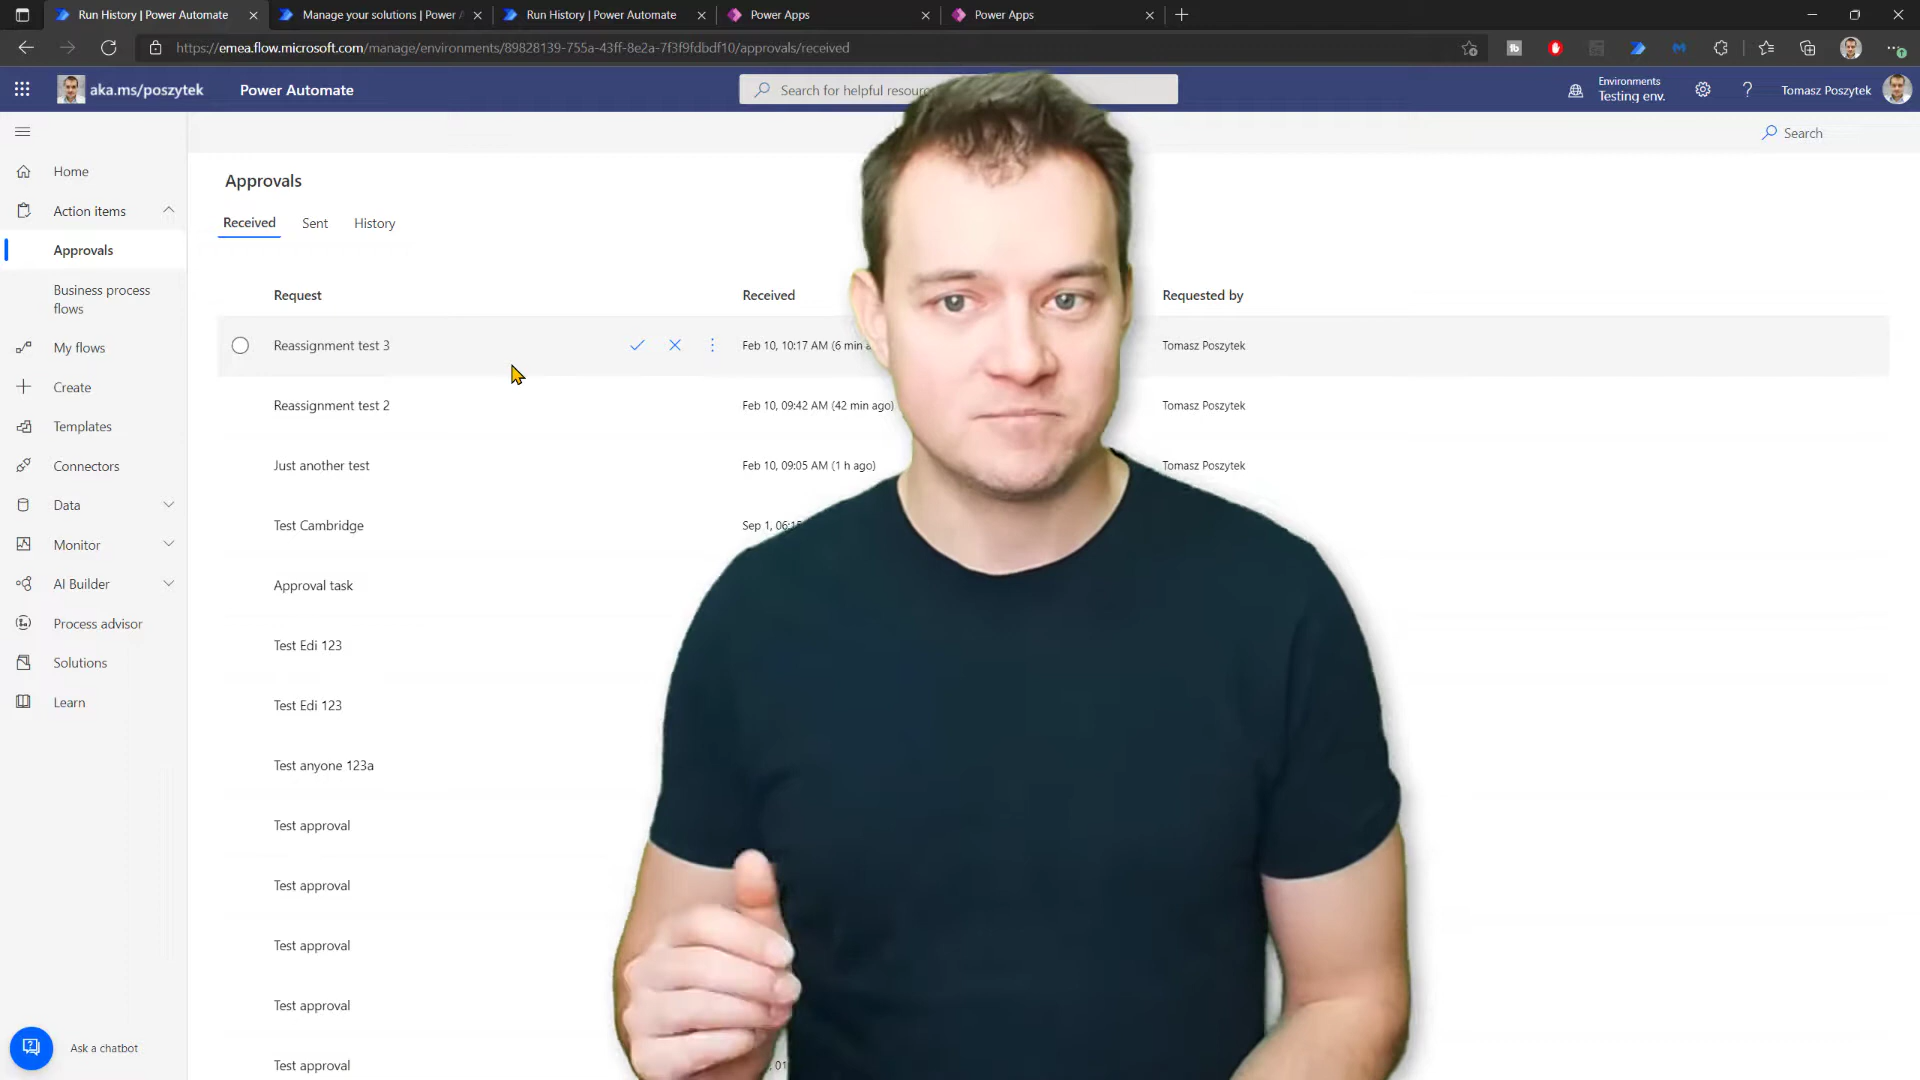 Run History | Power Automate
Manage your solutions | Power A
Run History | Power Automate
Power Apps
Power Apps
https://emea.flow.microsoft.com/manage/environments/89828139-755a-43ff-8e2a-7f3f9fdbdf10/approvals/received
aka.ms/poszytek
Power Automate
Search for helpful resourc
Environments
Testing env.
?
Tomasz Poszytek
Search
Home
Action items
Approvals
Business process
flows
My flows
Create
Templates
Connectors
Data
Monitor
AI Builder
Process advisor
Solutions
Learn
Ask a chatbot
Approvals
Received Sent History
Request Received Requested by
Reassignment test 3 Feb 10, 10:17 AM (6 min a Tomasz Poszytek
Reassignment test 2 Feb 10, 09:42 AM (42 min ago) Tomasz Poszytek
Just another test Feb 10, 09:05 AM (1 h ago) Tomasz Poszytek
Test Cambridge Sep 1, 06:1
Approval task
Test Edi 123
Test Edi 123
Test anyone 123a
Test approval
Test approval
Test approval
Test approval
Test approval , 01